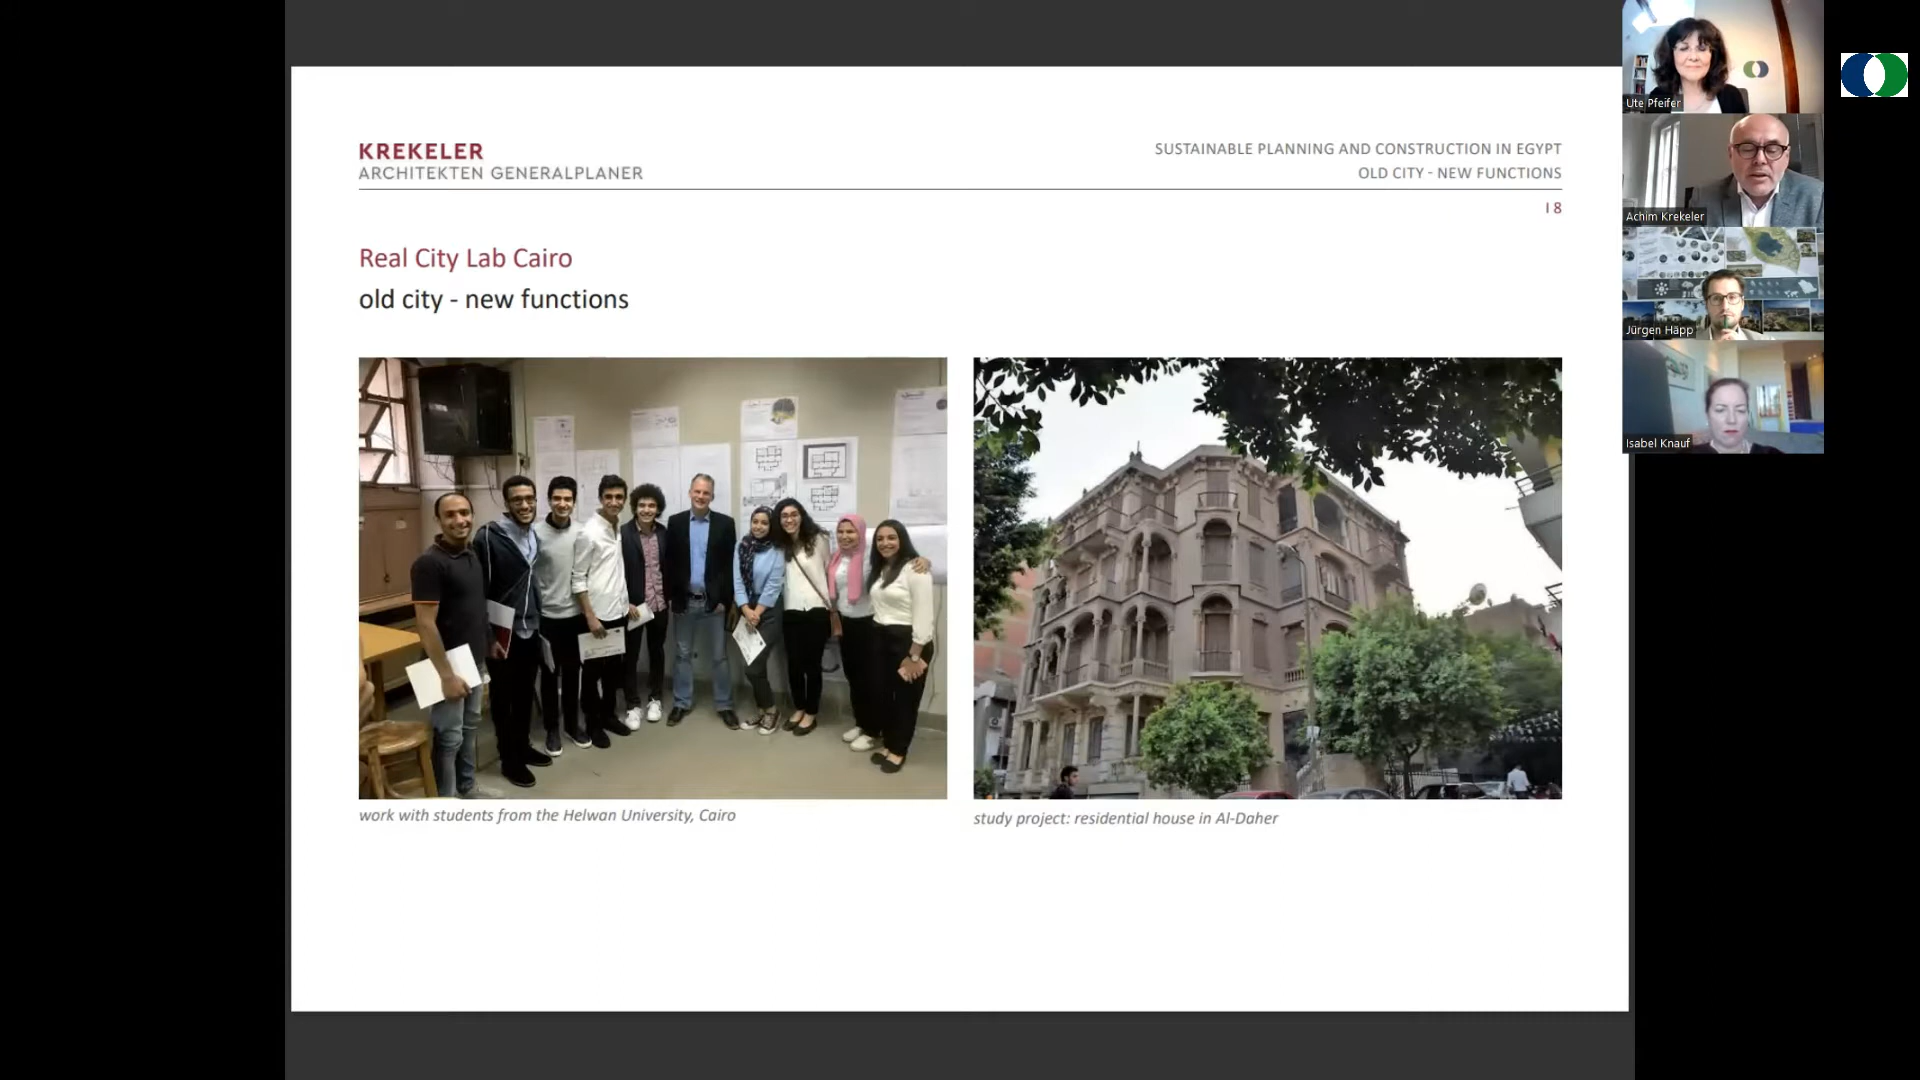 KREKELER
ARCHITEKTEN GENERALPLANER
SUSTAINABLE PLANNING AND CONSTRUCTION IN EGYPT
OLD CITY - NEW FUNCTIONS
I 8
Real City Lab Cairo
old city - new functions
work with students from the Helwan University, Cairo
study project: residential house in Al-Daher
Ute Pfeifer
Achim Krekeler
Jürgen Häpp
Isabel Knauf